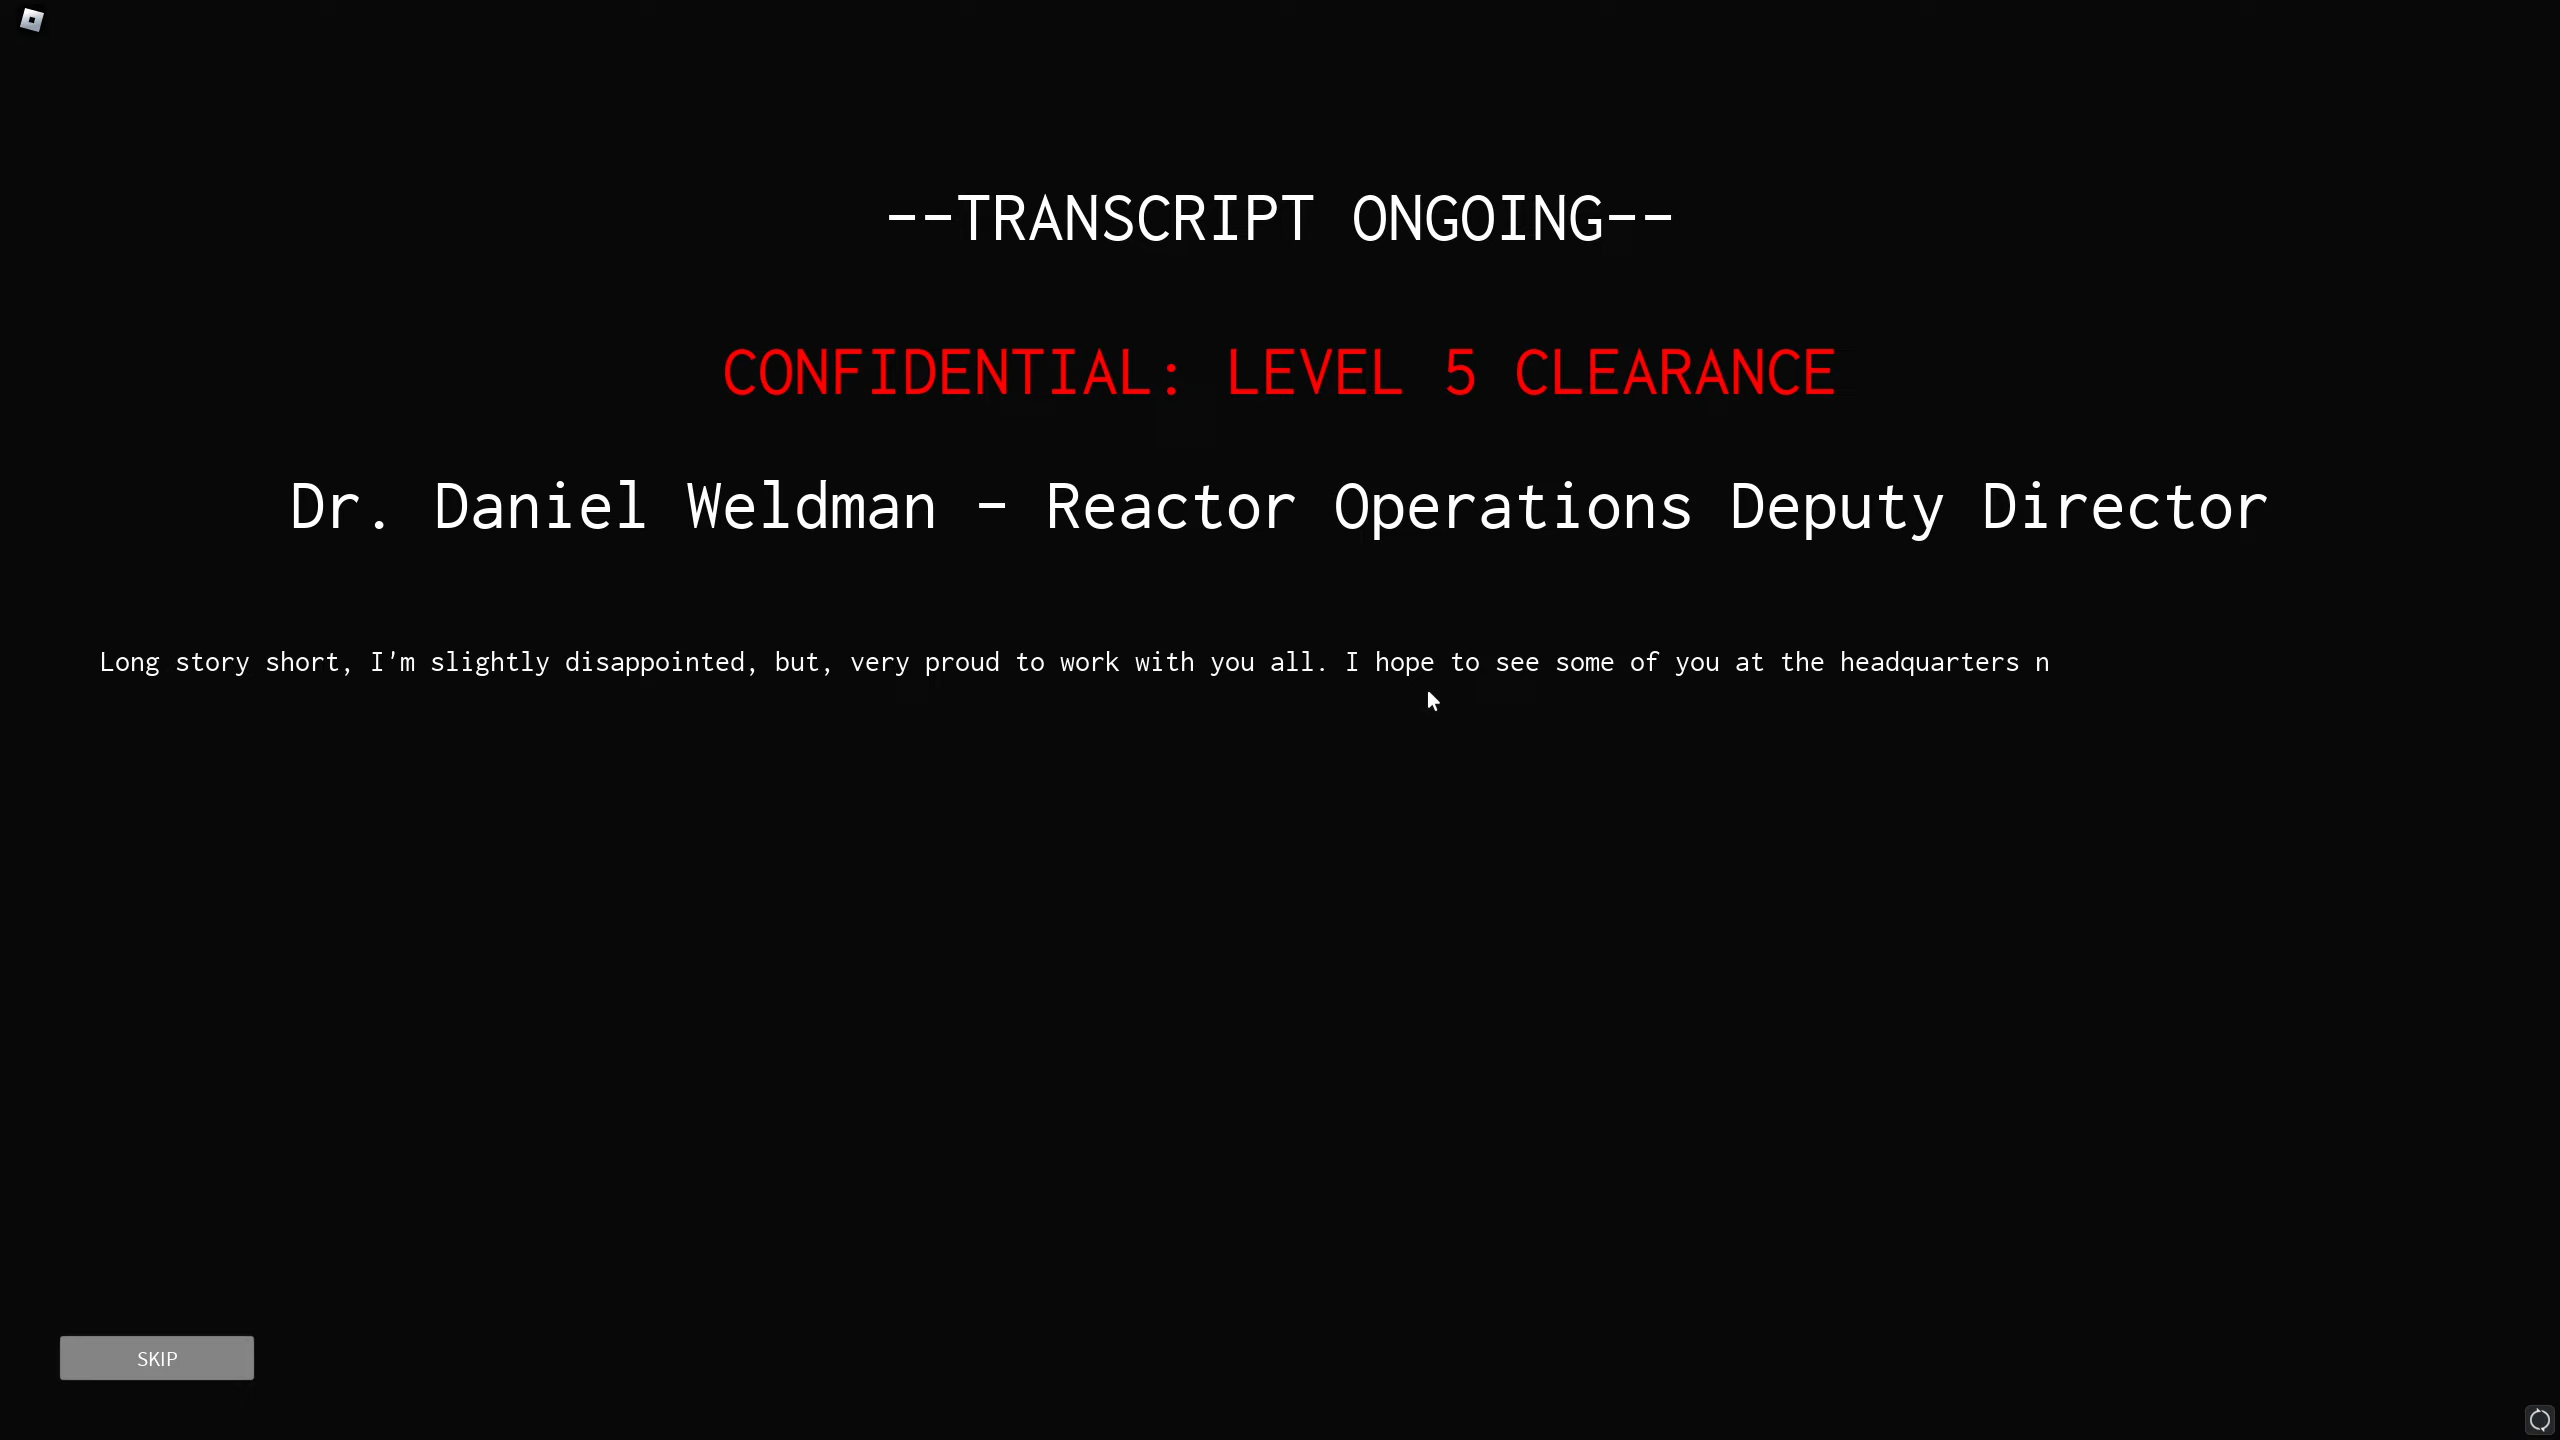 --TRANSCRIPT ONGOING--
CONFIDENTIAL: LEVEL 5 CLEARANCE
Dr. Daniel Weldman - Reactor Operations Deputy Director
Long story short, I'm slightly disappointed, but, very proud to work with you all. I hope to see some of you at the headquarters n
SKIP